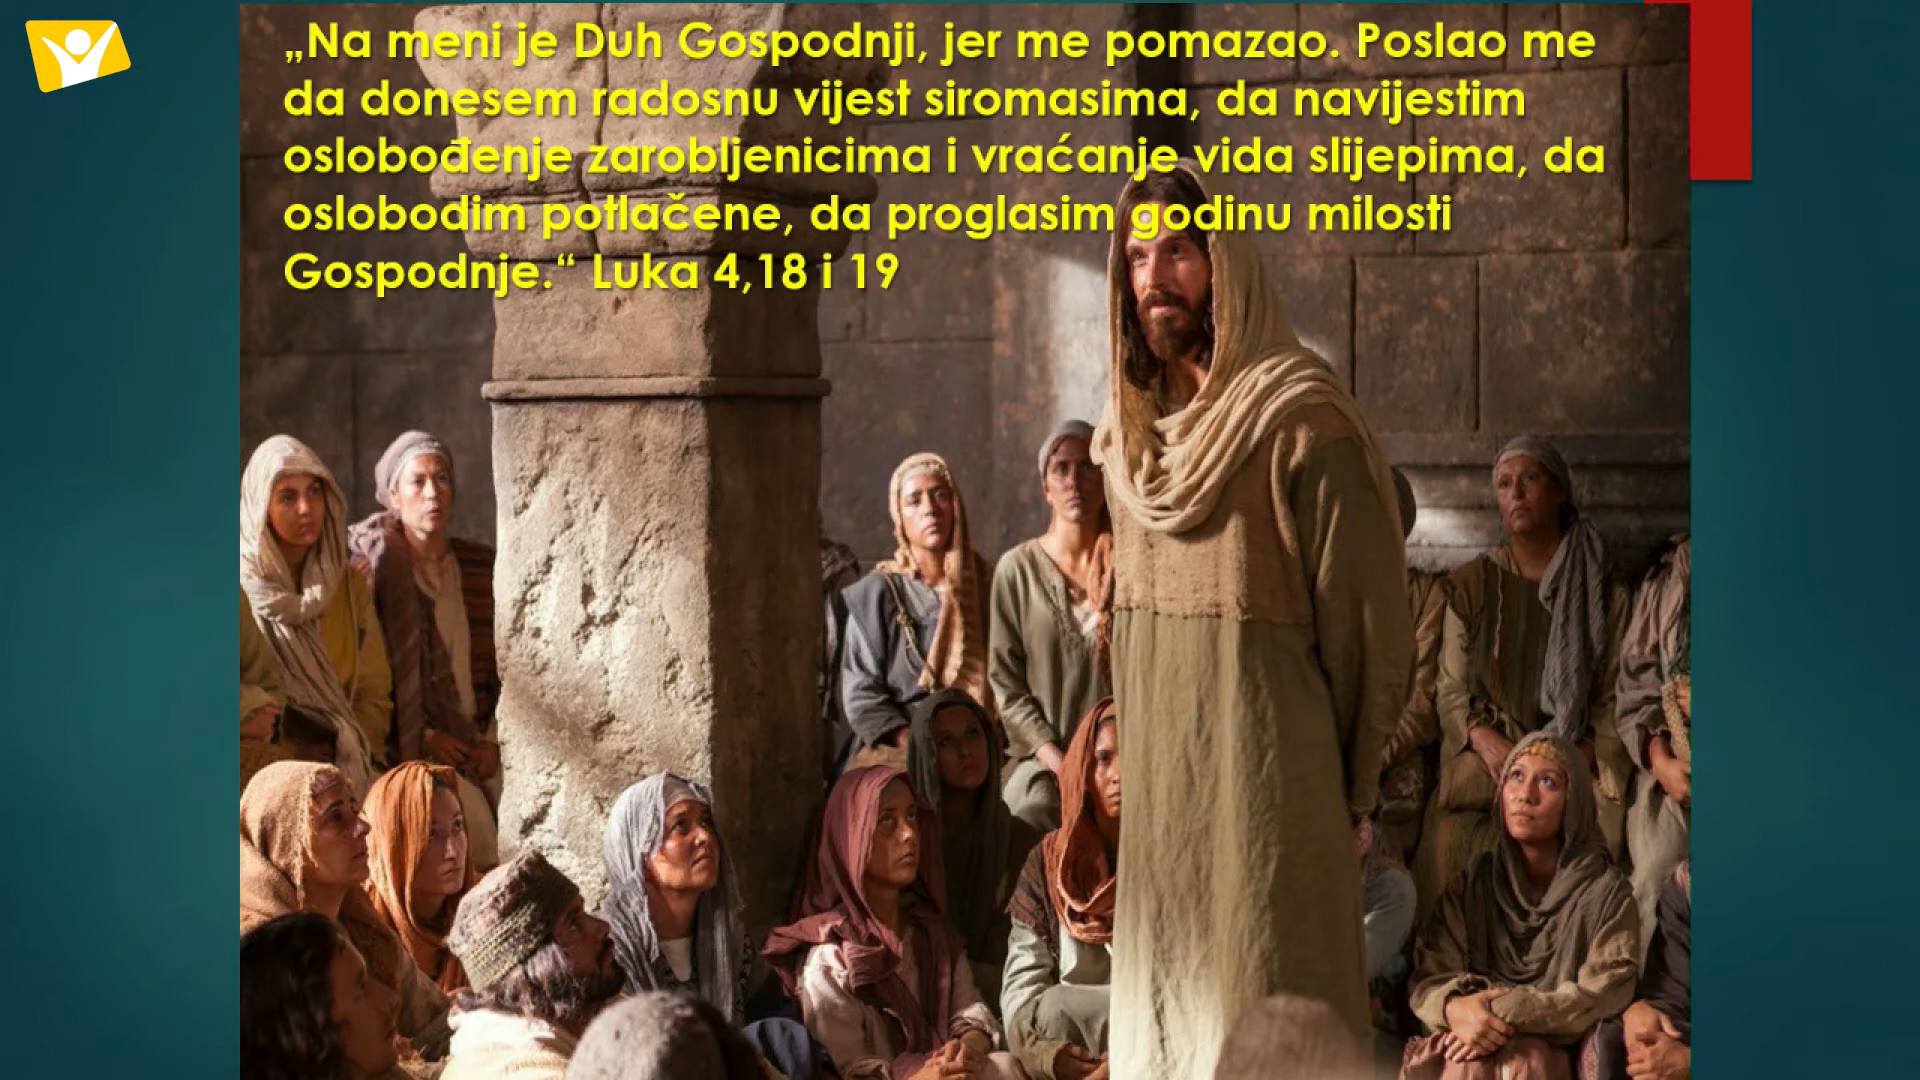 „Na meni je Duh Gospodnji, jer me pomazao. Poslao me
da donesem radosnu vijest siromasima, da navijestim
oslobođenje zarobljenicima i vraćanje vida slijepima, da
oslobodim potlačene, da proglasim godinu milosti
Gospodnje.“ Luka 4,18 i 19